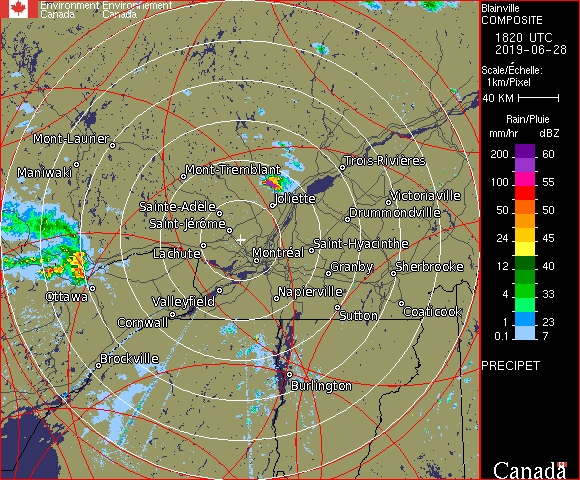 Environment Environnement
Canada Canada
Blainville
COMPOSITE
1820 UTC
2019-06-28
Scale/Échelle:
1km/Pixel
40 KM
Rain/Pluie
mm/hr dBZ
200 60
100 55
50 50
24 45
12 40
4 33
1 23
0.1 7
PRECIPET
Canada
Mont-Laurier
Maniwaki
Mont-Tremblant
Trois-Rivières
Joliette
Victoriaville
Sainte-Adèle
Drummondville
Saint-Jérôme
Lachute
Montréal
Saint-Hyacinthe
Granby
Sherbrooke
Ottawa
Valleyfield
Napierville
Cornwall
Sutton
Coaticook
Brockville
Burlington